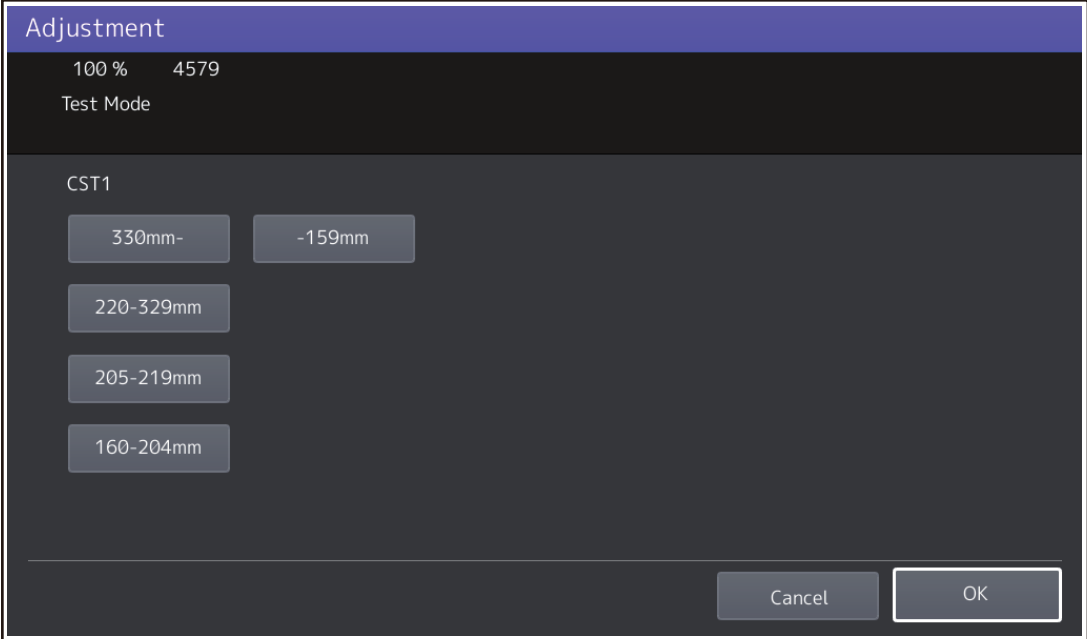 Adjustment
100 % 4579
Test Mode
CST1
330mm- -159mm
220-329mm
205-219mm
160-204mm
Cancel OK